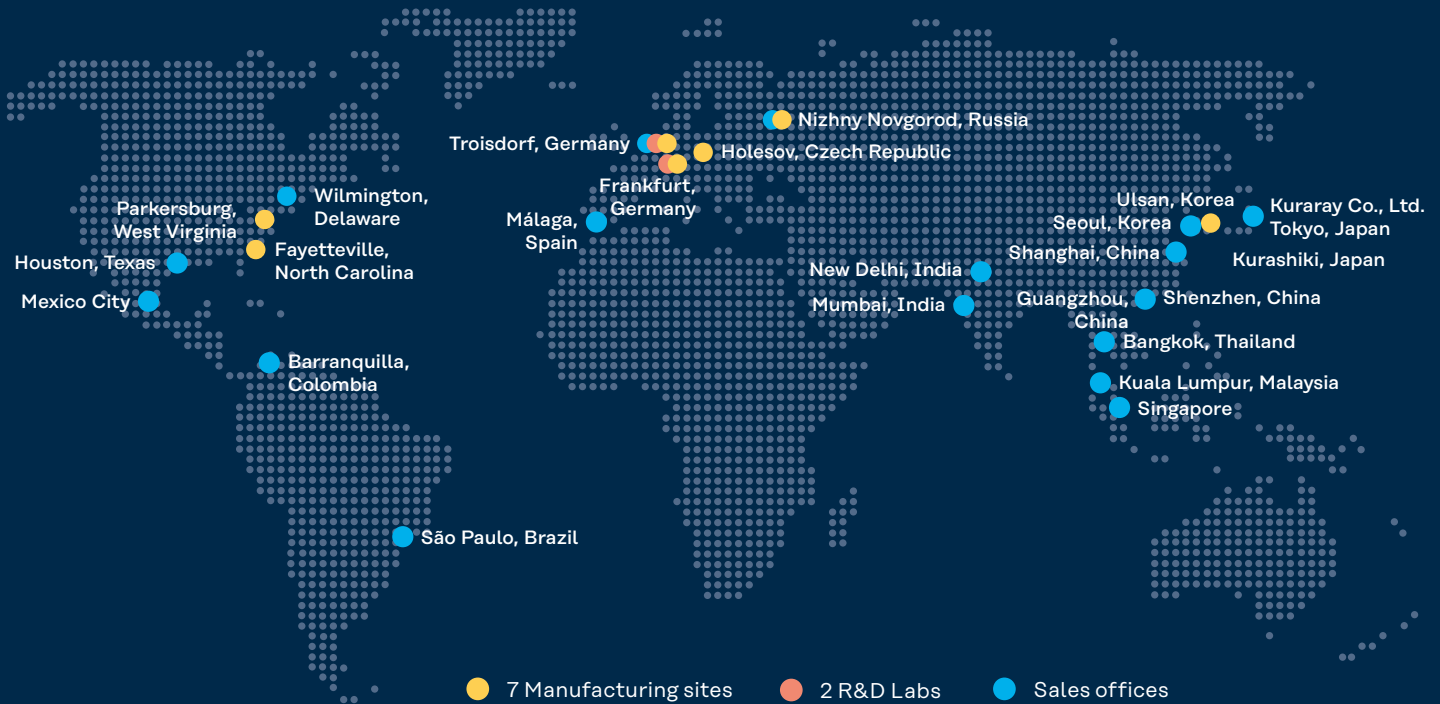 Nizhny Novgorod, Russia
Troisdorf, Germany
Holesov, Czech Republic
Frankfurt,
Germany
Málaga,
Spain
Wilmington,
Delaware
Parkersburg,
West Virginia
Fayetteville,
North Carolina
Houston, Texas
Mexico City
Barranquilla,
Colombia
São Paulo, Brazil
Ulsan, Korea
Seoul, Korea
Kuraray Co., Ltd.
Tokyo, Japan
Kurashiki, Japan
Shanghai, China
New Delhi, India
Mumbai, India
Guangzhou,
China
Shenzhen, China
Bangkok, Thailand
Kuala Lumpur, Malaysia
Singapore
7 Manufacturing sites
2 R&D Labs
Sales offices